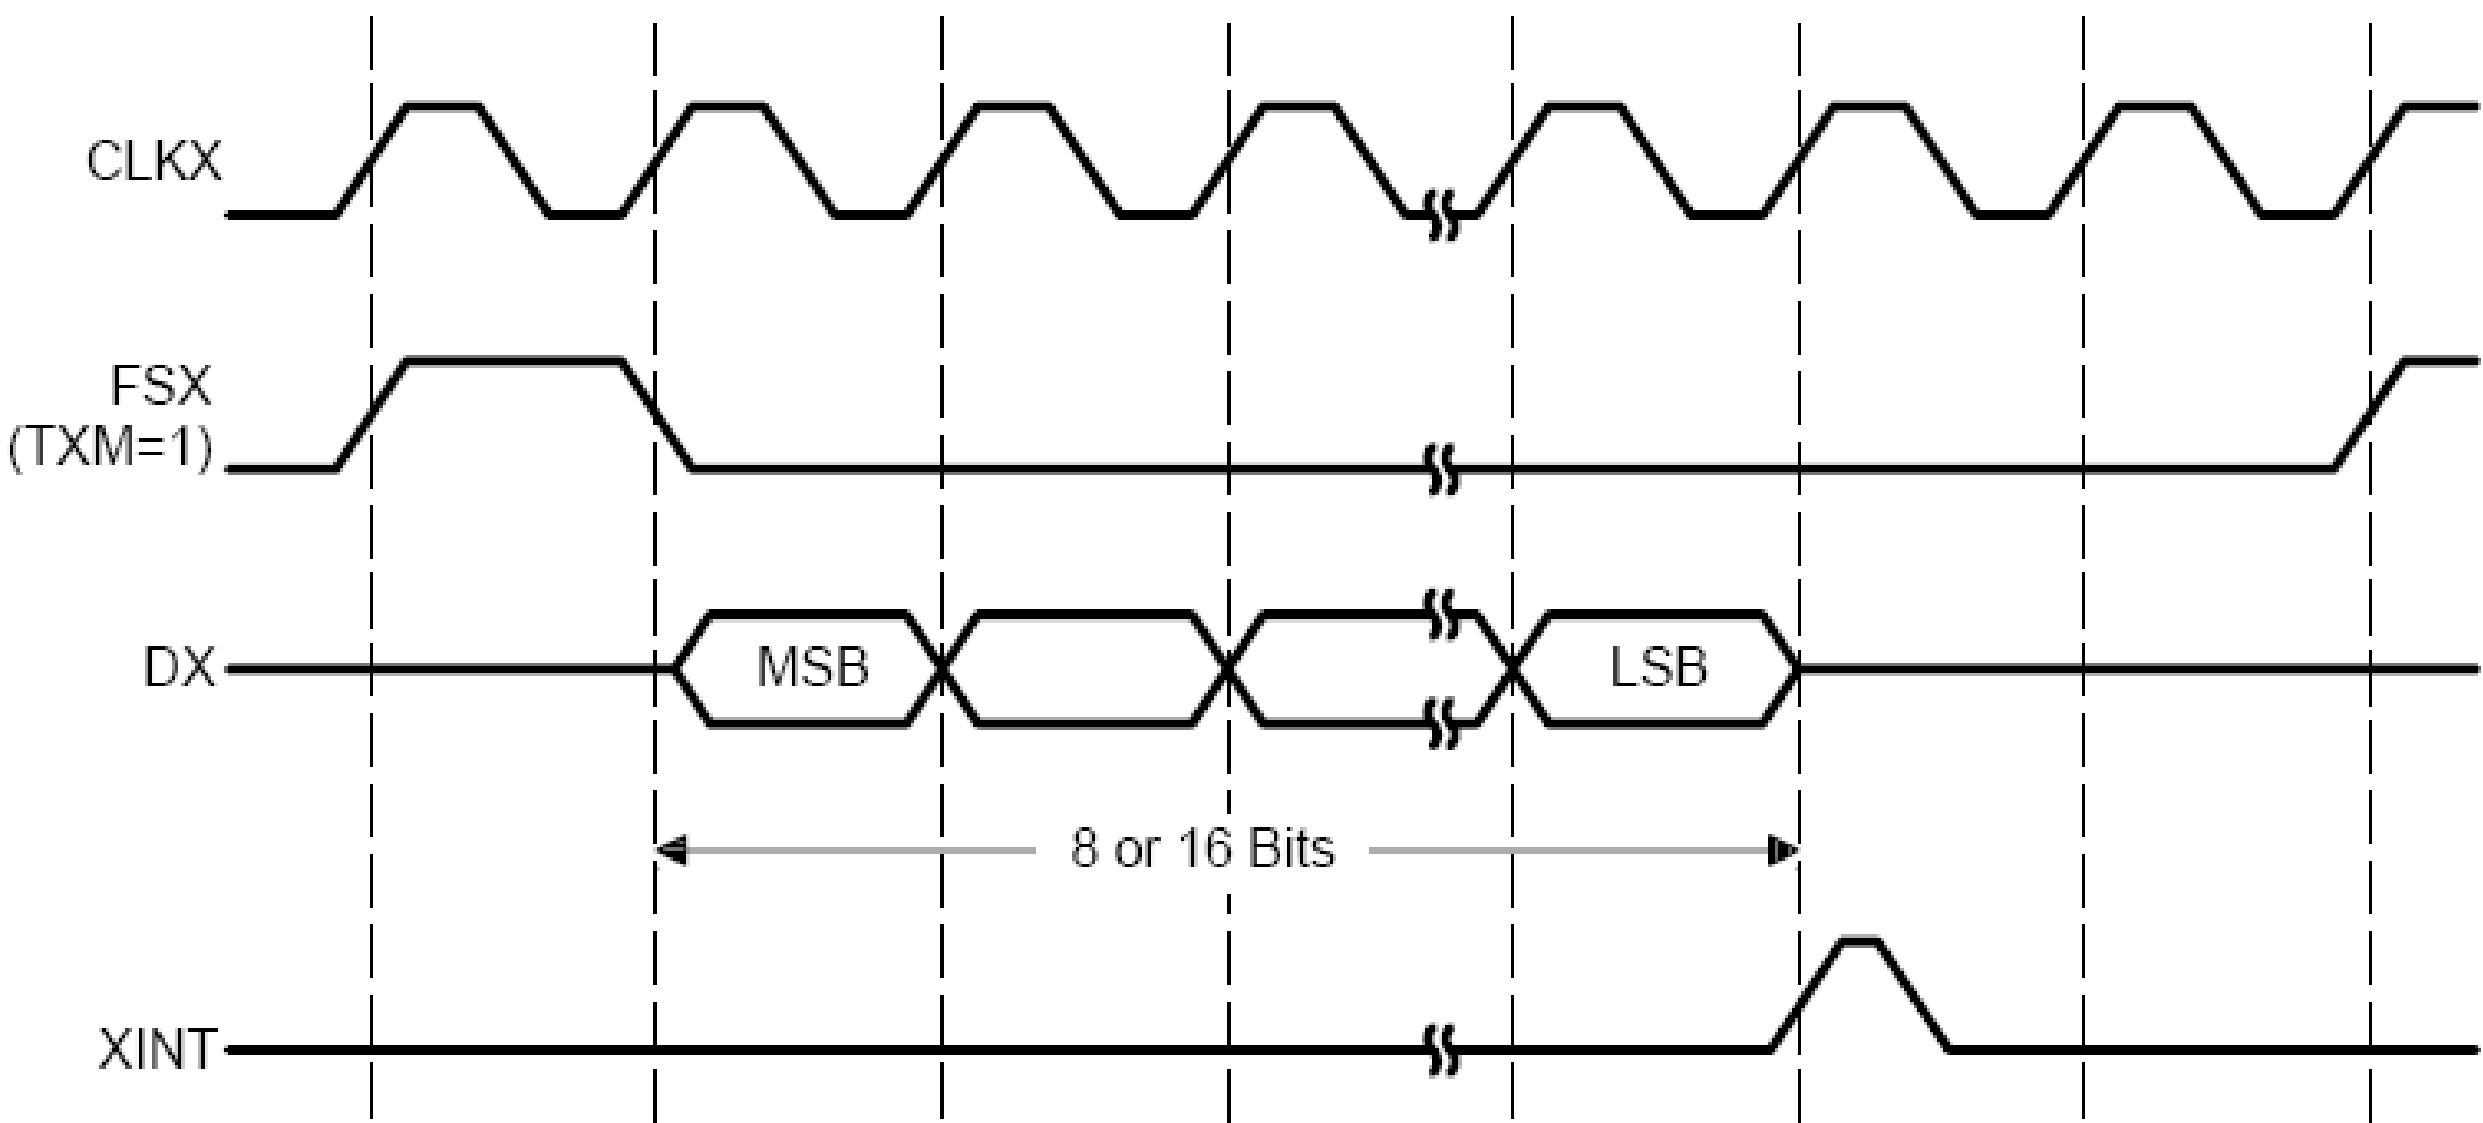 CLKX
FSX
(TXM=1)
DX
MSB
LSB
8 or 16 Bits
XINT